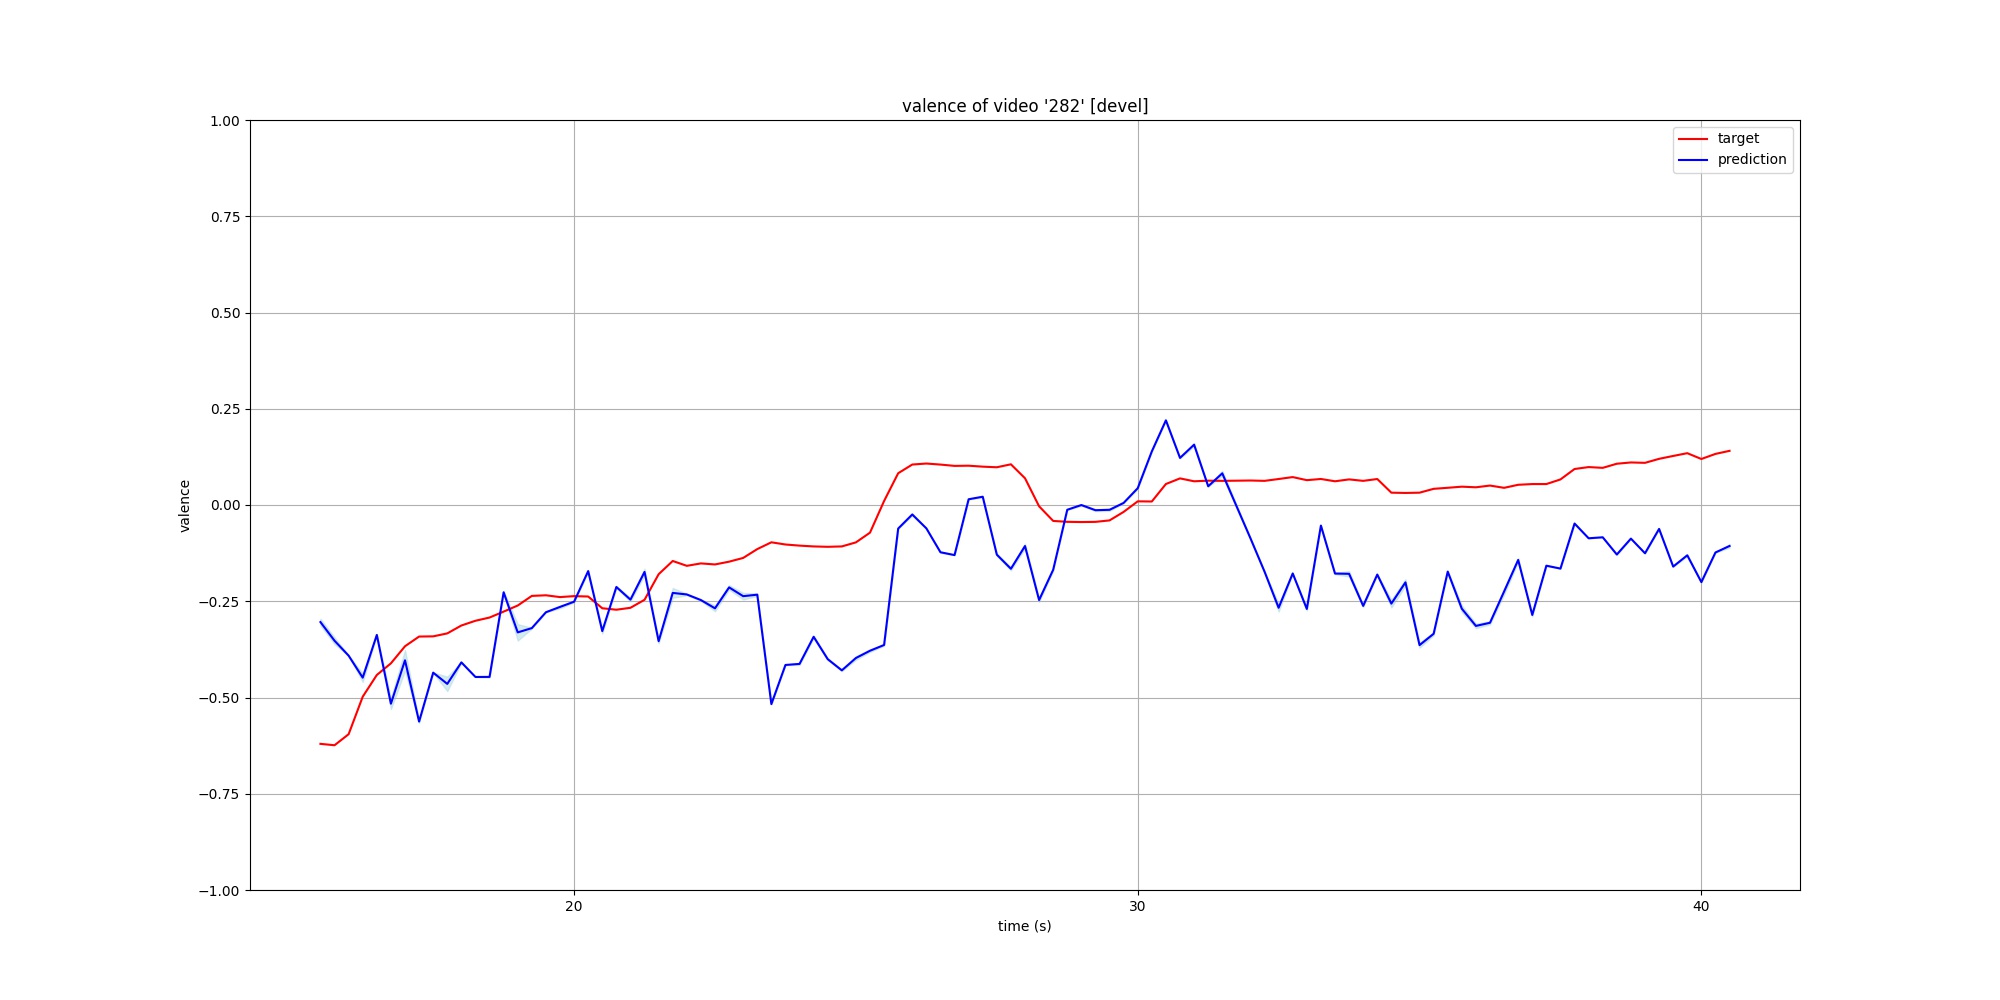 valence of video '282' [devel]
1.00
0.75
0.50
0.25
0.00
−0.25
−0.50
−0.75
−1.00
valence
target
prediction
20
30
40
time (s)